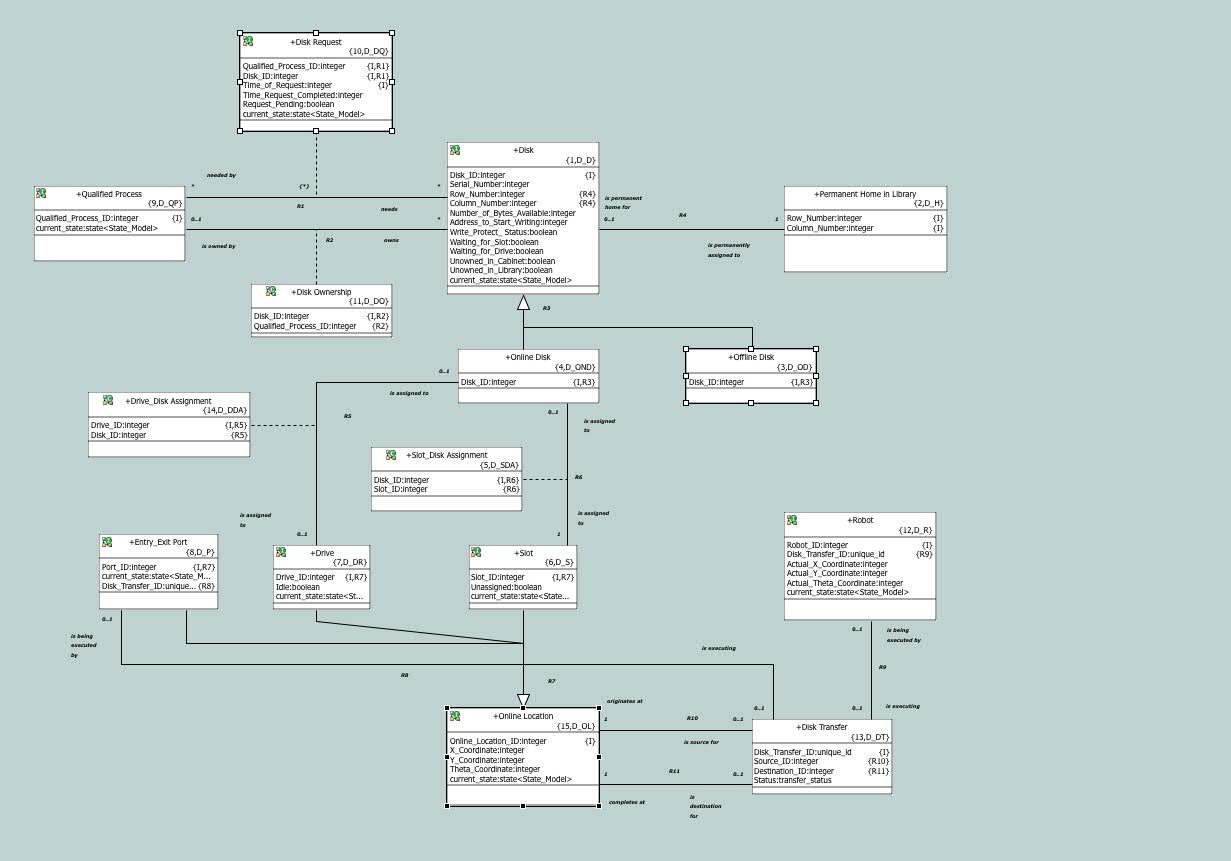 +Disk Request
{10,D_DQ}
Qualified_Process_ID:integer {I,R1}
Disk_ID:integer {I,R1}
Time_of_Request:integer {I}
Time_Request_Completed:integer
Request_Pending:boolean
current_state:state<State_Model>
+Disk
{1,D_D}
Disk_ID:integer {I}
Serial_Number:integer
Row_Number:integer {R4}
Column_Number:integer {R4}
Number_of_Bytes_Available:integer
Address_to_Start_Writing:integer
Write_Protect_ Status:boolean
Waiting_for_Slot:boolean
Waiting_for_Drive:boolean
Unowned_in_Cabinet:boolean
Unowned_in_Library:boolean
current_state:state<State_Model>
+Qualified Process
{9,D_QP}
Qualified_Process_ID:integer {I}
current_state:state<State_Model>
needed by
* {*} *
R1
needs
0..1 *
is owned by
R2
owns
+Permanent Home in Library
{2,D_H}
Row_Number:integer {I}
Column_Number:integer {I}
is permanent
home for
0..1 R4 1
is permanently
assigned to
+Disk Ownership
{11,D_DO}
Disk_ID:integer {I,R2}
Qualified_Process_ID:integer {R2}
R3
+Online Disk
{4,D_OND}
Disk_ID:integer {I,R3}
+Offline Disk
{3,D_OD}
Disk_ID:integer {I,R3}
0..1
is assigned to
R5
+Drive_Disk Assignment
{14,D_DDA}
Drive_ID:integer {I,R5}
Disk_ID:integer {R5}
0..1
is assigned
to
+Slot_Disk Assignment
{5,D_SDA}
Disk_ID:integer {I,R6}
Slot_ID:integer {R6}
R6
is assigned
to
0..1
is assigned
to
1
+Entry_Exit Port
{8,D_P}
Port_ID:integer {I,R7}
current_state:state<State_M...
Disk_Transfer_ID:unique... {R8}
+Drive
{7,D_DR}
Drive_ID:integer {I,R7}
Idle:boolean
current_state:state<St...
+Slot
{6,D_S}
Slot_ID:integer {I,R7}
Unassigned:boolean
current_state:state<State...
+Robot
{12,D_R}
Robot_ID:integer {I}
Disk_Transfer_ID:unique_id {R9}
Actual_X_Coordinate:integer
Actual_Y_Coordinate:integer
Actual_Theta_Coordinate:integer
current_state:state<State_Model>
0..1
is being
executed
by
R8
R7
is executing
0..1
0..1
is being
executed by
R9
0..1
is executing
+Online Location
{15,D_OL}
Online_Location_ID:integer {I}
X_Coordinate:integer
Y_Coordinate:integer
Theta_Coordinate:integer
current_state:state<State_Model>
originates at
1 R10 0..1
is source for
1 R11 0..1
completes at
is
destination
for
+Disk Transfer
{13,D_DT}
Disk_Transfer_ID:unique_id {I}
Source_ID:integer {R10}
Destination_ID:integer {R11}
Status:transfer_status